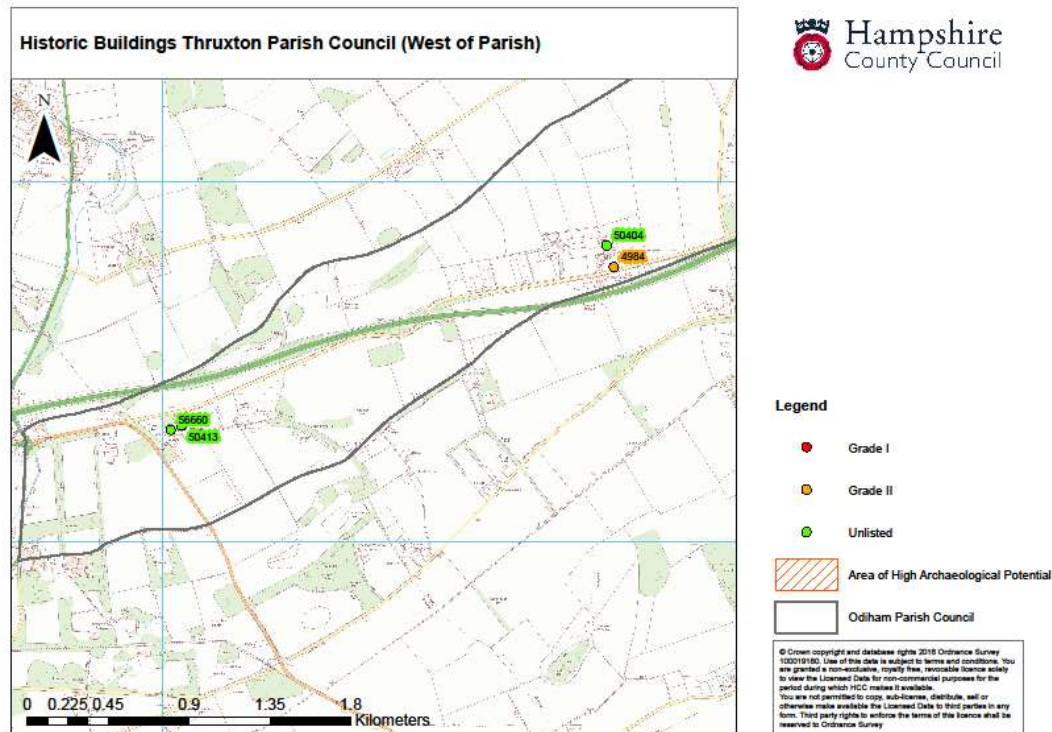 Historic Buildings Thruxton Parish Council (West of Parish)
Hampshire
County Council
N
50404
4984
56660
50413
0 0.225 0.45 0.9 1.35 1.8
Kilometers
Legend
Grade I
Grade II
Unlisted
Area of High Archaeological Potential
Odiham Parish Council
© Crown copyright and database rights 2018 Ordnance Survey
100019180. Use of this data is subject to terms and conditions. You
are granted a non-exclusive, royalty free, revocable licence solely
to view the Licensed Data for non-commercial purposes for the
period during which HCC makes it available.
You are not permitted to copy, sub-license, distribute, sell or
otherwise make available the Licensed Data to third parties in any
form. Third party rights to enforce the terms of this licence shall be
reserved to Ordnance Survey